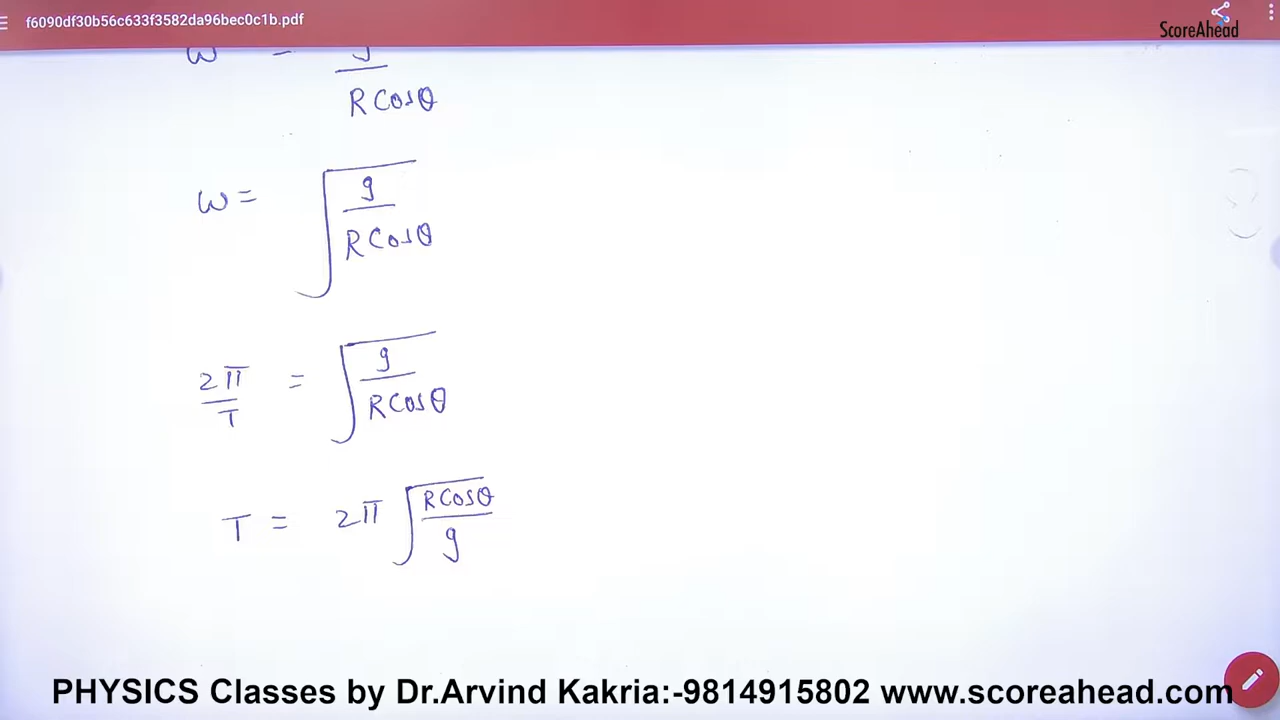 f6090df30b56c633f3582da96bec0c1b.pdf
ScoreAhead
ω = g
R Cosθ
ω = √ g
R Cosθ
2π = √ g
T R Cosθ
T = 2π √ R Cosθ
g
PHYSICS Classes by Dr.Arvind Kakria:-9814915802 www.scoreahead.com